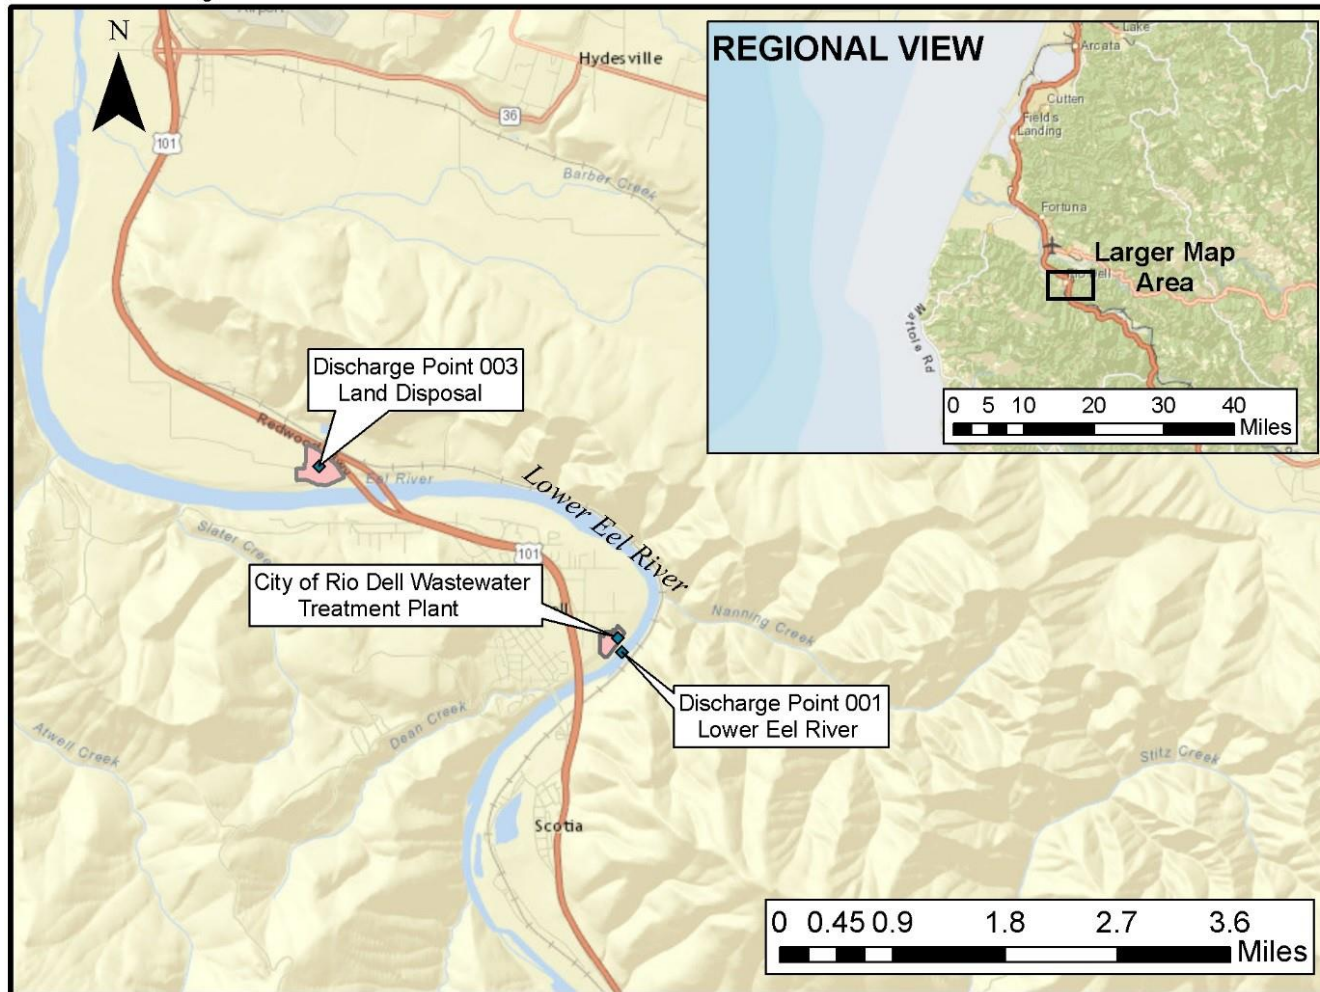 N
Hydesville
36
101
Barber Creek
REGIONAL VIEW
Lake
Arcata
Cutten
Fields
Landing
Fortuna
Larger Map
Area
Mattole Rd
0 5 10 20 30 40
Miles
Discharge Point 003
Land Disposal
Eel River
Lower Eel River
Slater Creek
101
City of Rio Dell Wastewater
Treatment Plant
Nanning Creek
Discharge Point 001
Lower Eel River
Dean Creek
Atwell Creek
Stitz Creek
Scotia
0 0.45 0.9 1.8 2.7 3.6
Miles